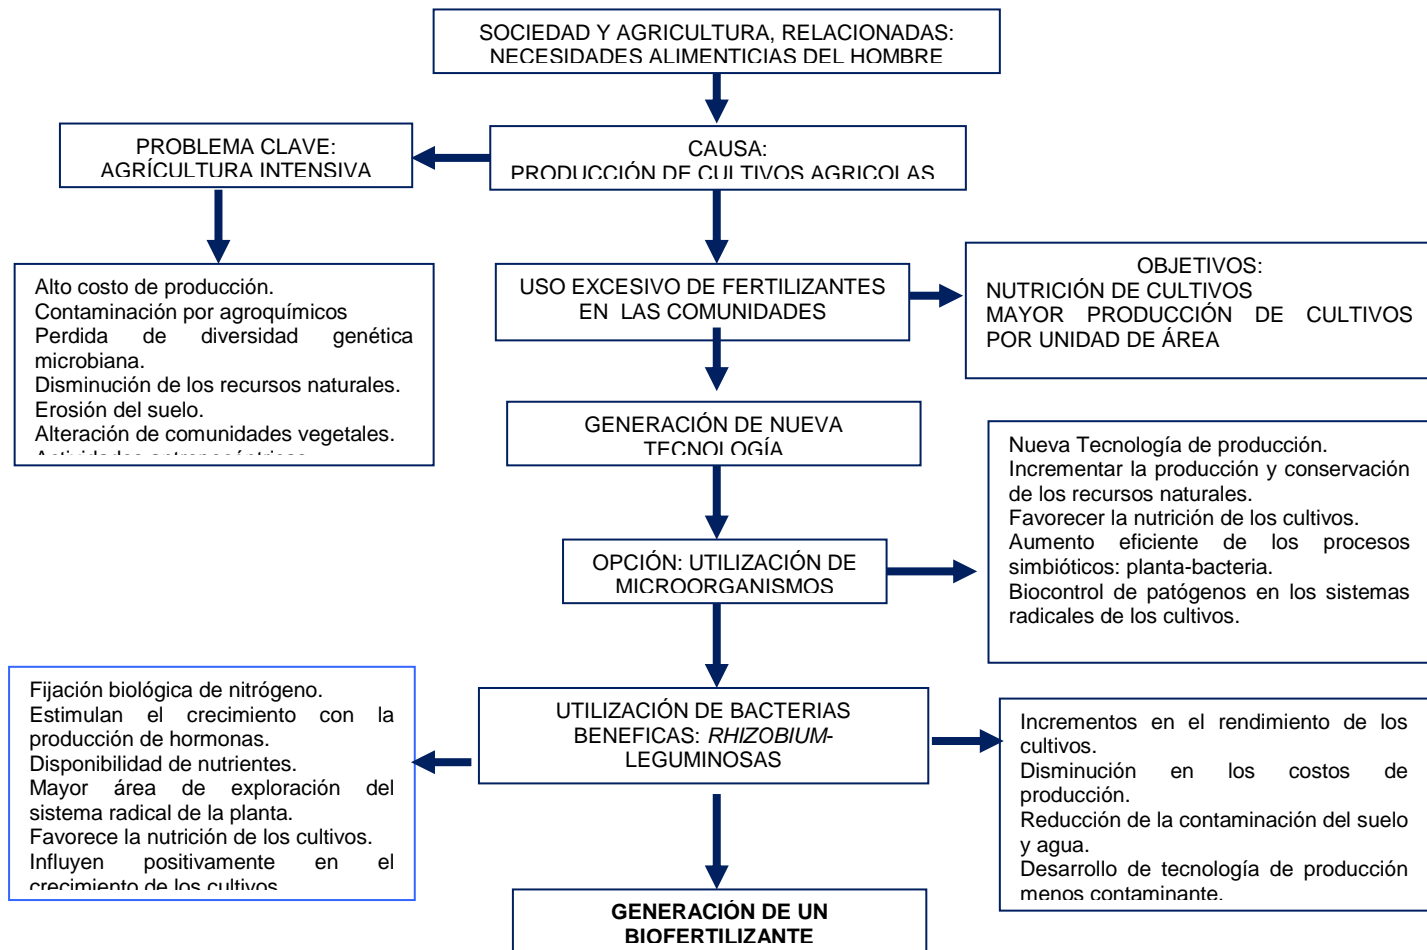 SOCIEDAD Y AGRICULTURA, RELACIONADAS:
NECESIDADES ALIMENTICIAS DEL HOMBRE
PROBLEMA CLAVE:
AGRÍCULTURA INTENSIVA
CAUSA:
PRODUCCIÓN DE CULTIVOS AGRICOLAS
Alto costo de producción.
Contaminación por agroquímicos
Perdida de diversidad genética
microbiana.
Disminución de los recursos naturales.
Erosión del suelo.
Alteración de comunidades vegetales.
USO EXCESIVO DE FERTILIZANTES
EN LAS COMUNIDADES
OBJETIVOS:
NUTRICIÓN DE CULTIVOS
MAYOR PRODUCCIÓN DE CULTIVOS
POR UNIDAD DE ÁREA
GENERACIÓN DE NUEVA
TECNOLOGÍA
Nueva Tecnología de producción.
Incrementar la producción y conservación
de los recursos naturales.
Favorecer la nutrición de los cultivos.
Aumento eficiente de los procesos
simbióticos: planta-bacteria.
Biocontrol de patógenos en los sistemas
radicales de los cultivos.
OPCIÓN: UTILIZACIÓN DE
MICROORGANISMOS
Fijación biológica de nitrógeno.
Estimulan el crecimiento con la
producción de hormonas.
Disponibilidad de nutrientes.
Mayor área de exploración del
sistema radical de la planta.
Favorece la nutrición de los cultivos.
Influyen positivamente en el
crecimiento de los cultivos
UTILIZACIÓN DE BACTERIAS
BENEFICAS: RHIZOBIUM-
LEGUMINOSAS
Incrementos en el rendimiento de los
cultivos.
Disminución en los costos de
producción.
Reducción de la contaminación del suelo
y agua.
Desarrollo de tecnología de producción
menos contaminante.
GENERACIÓN DE UN
BIOFERTILIZANTE